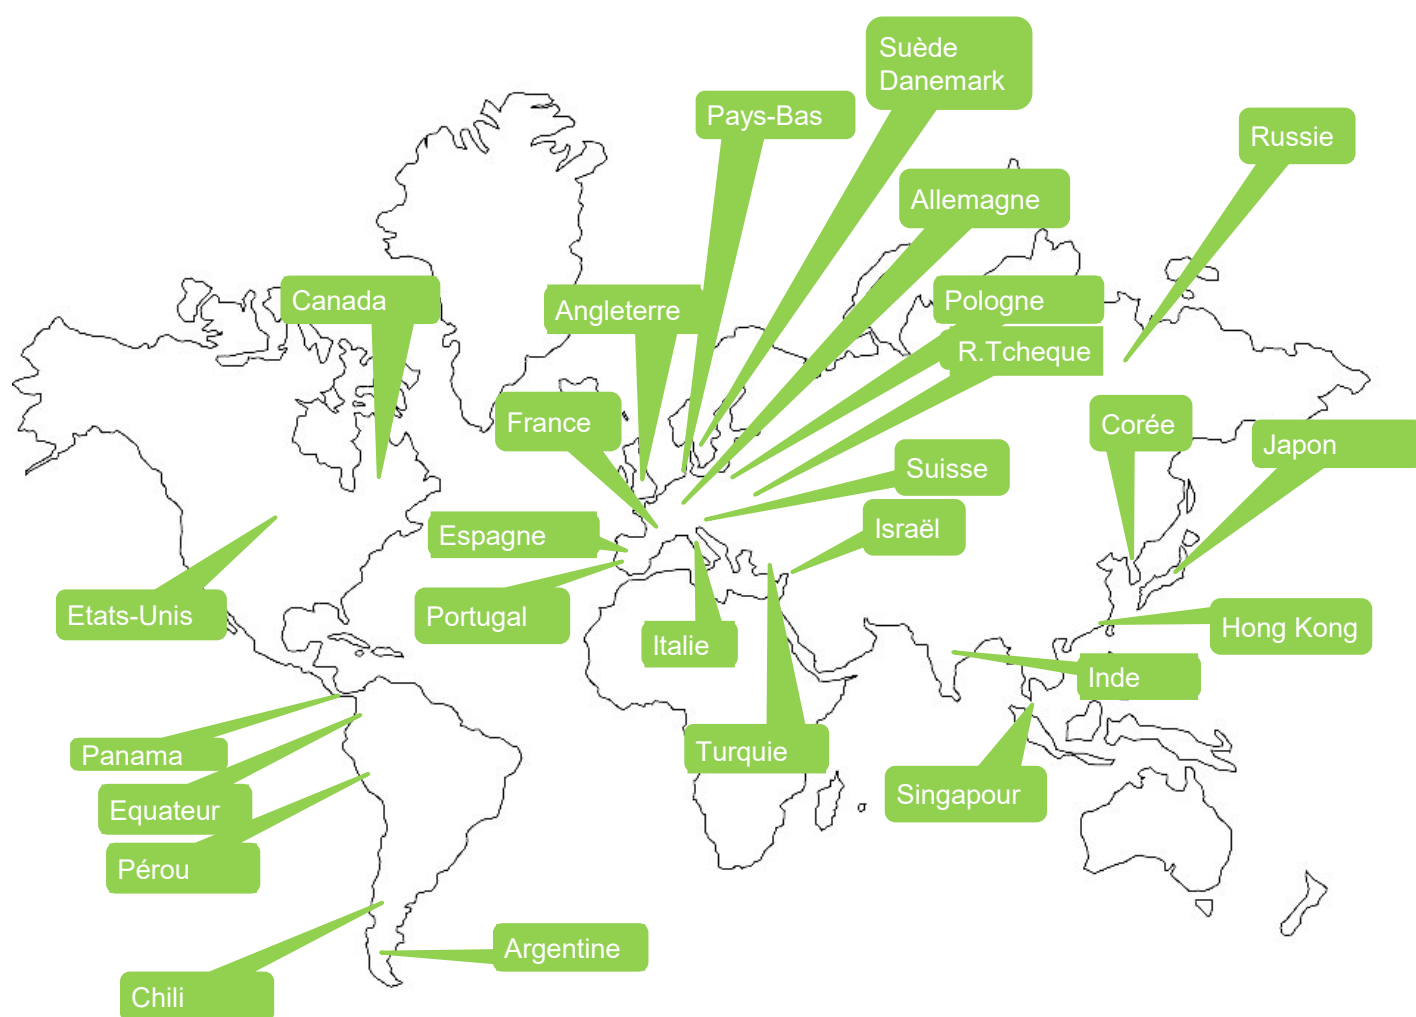 Suède
Danemark
Pays-Bas
Russie
Allemagne
Canada
Angleterre
Pologne
R.Tcheque
France
Corée
Japon
Suisse
Espagne
Israël
Etats-Unis
Portugal
Italie
Hong Kong
Inde
Panama
Turquie
Equateur
Singapour
Pérou
Argentine
Chili